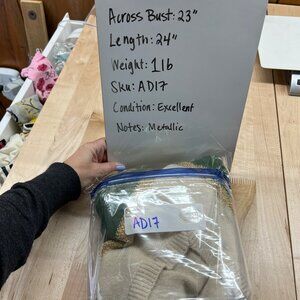 Across Bust: 23"
Length: 24"
Weight: 1 lb
Sku: AD17
Condition: Excellent
Notes: Metallic
AD17